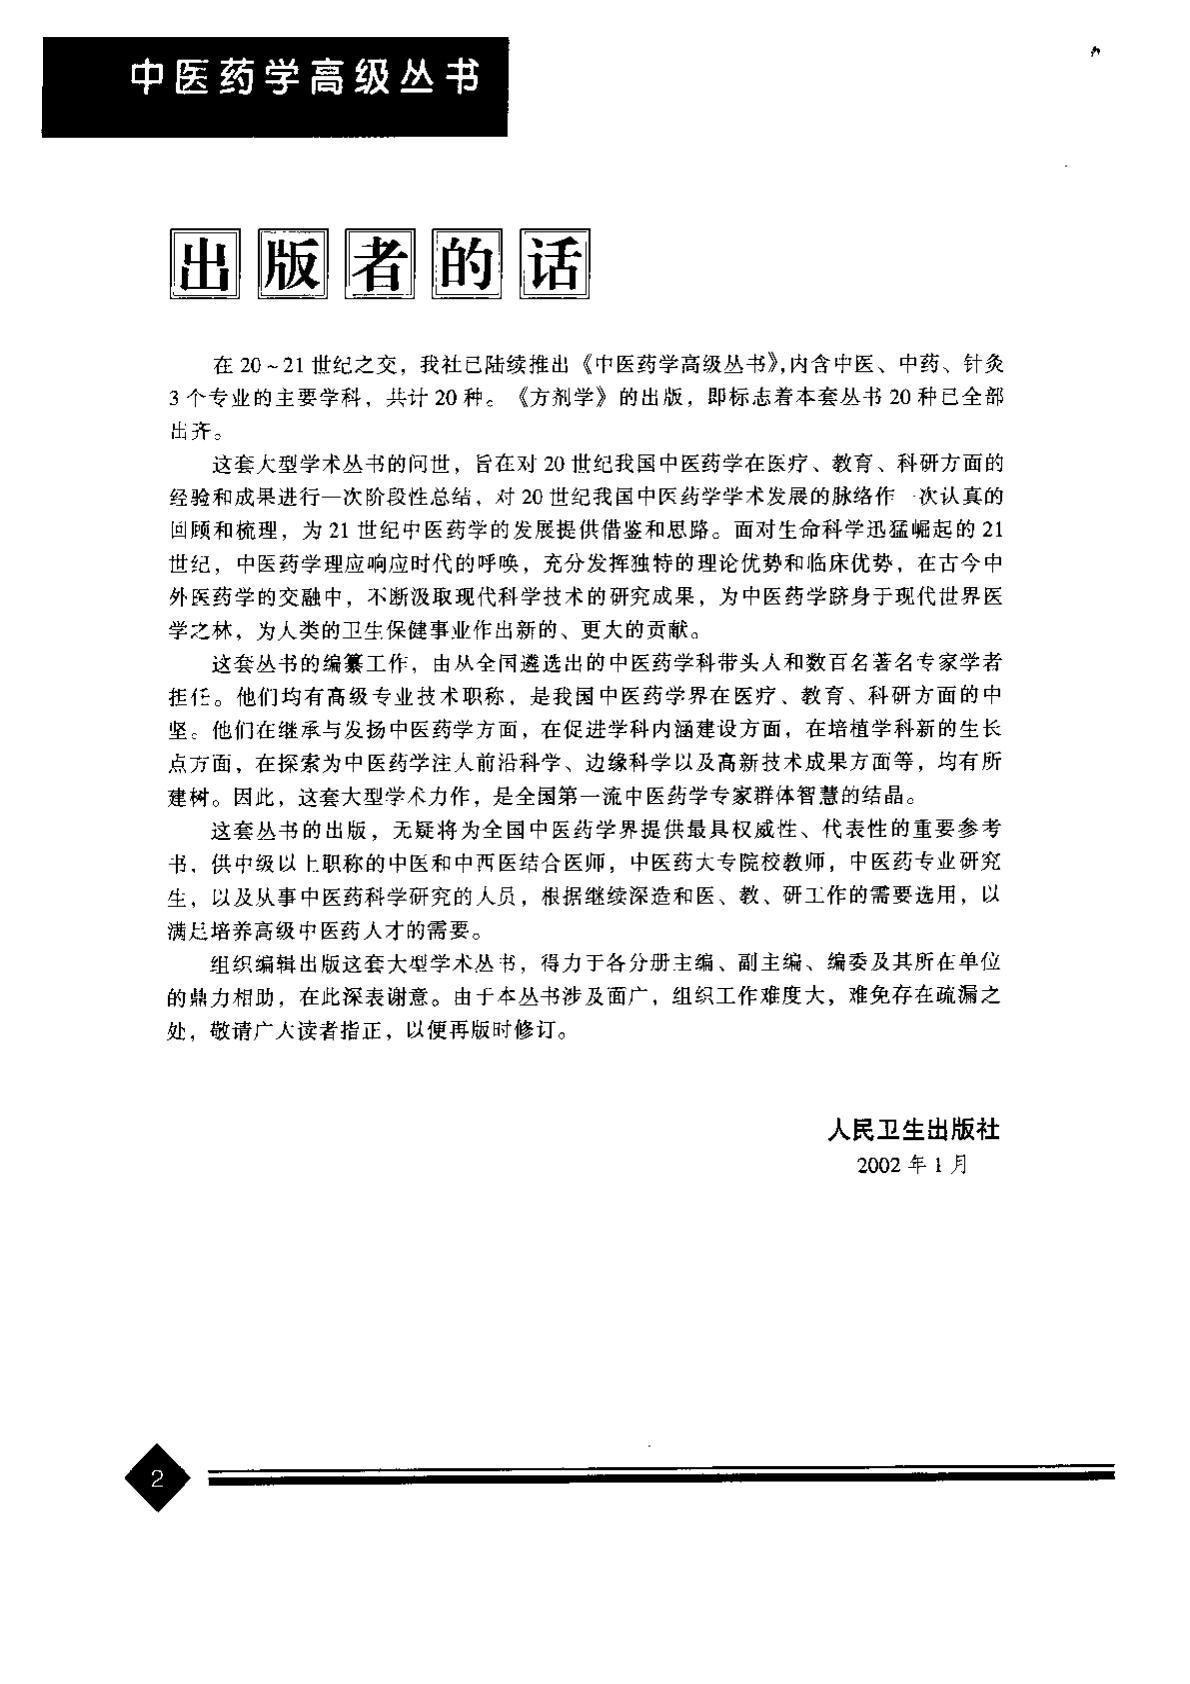 中医药学高级丛书
出版者的话
在 20～21 世纪之交，我社已陆续推出《中医药学高级丛书》,内含中医、中药、针灸
3 个专业的主要学科，共计 20 种。《方剂学》的出版，即标志着本套丛书 20 种已全部
出齐。
这套大型学术丛书的问世，旨在对 20 世纪我国中医药学在医疗、教育、科研方面的
经验和成果进行一次阶段性总结，对 20 世纪我国中医药学学术发展的脉络作一次认真的
回顾和梳理，为 21 世纪中医药学的发展提供借鉴和思路。面对生命科学迅猛崛起的 21
世纪，中医药学理应响应时代的呼唤，充分发挥独特的理论优势和临床优势，在古今中
外医药学的交融中，不断汲取现代科学技术的研究成果，为中医药学跻身于现代世界医
学之林，为人类的卫生保健事业作出新的、更大的贡献。
这套丛书的编纂工作，由从全国遴选出的中医药学科带头人和数百名著名专家学者
担任。他们均有高级专业技术职称，是我国中医药学界在医疗、教育、科研方面的中
坚。他们在继承与发扬中医药学方面，在促进学科内涵建设方面，在培植学科新的生长
点方面，在探索为中医药学注入前沿科学、边缘科学以及高新技术成果方面等，均有所
建树。因此，这套大型学术力作，是全国第一流中医药学专家群体智慧的结晶。
这套丛书的出版，无疑将为全国中医药学界提供最具权威性、代表性的重要参考
书，供中级以上职称的中医和中西医结合医师，中医药大专院校教师，中医药专业研究
生，以及从事中医药科学研究的人员，根据继续深造和医、教、研工作的需要选用，以
满足培养高级中医药人才的需要。
组织编辑出版这套大型学术丛书，得力于各分册主编、副主编、编委及其所在单位
的鼎力相助，在此深表谢意。由于本丛书涉及面广，组织工作难度大，难免存在疏漏之
处，敬请广大读者指正，以便再版时修订。
人民卫生出版社
2002 年 1 月
2